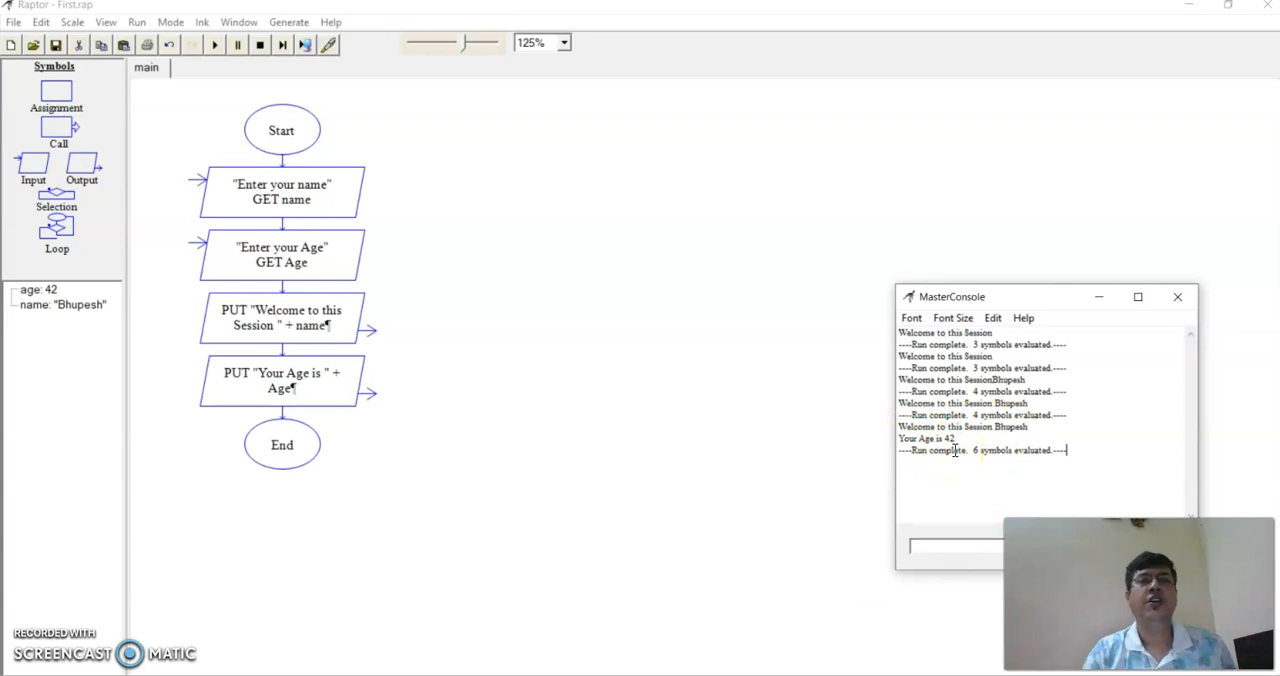 Raptor - First.rap
File Edit Scale View Run Mode Ink Window Generate Help
125%
Symbols
Assignment
Call
Input Output
Selection
Loop
age: 42
name: "Bhupesh"
main
Start
"Enter your name"
GET name
"Enter your Age"
GET Age
PUT "Welcome to this
Session " + name¶
PUT "Your Age is " +
Age¶
End
MasterConsole
Font Font Size Edit Help
Welcome to this Session
----Run complete. 3 symbols evaluated.----
Welcome to this Session
----Run complete. 3 symbols evaluated.----
Welcome to this SessionBhupesh
----Run complete. 4 symbols evaluated.----
Welcome to this Session Bhupesh
----Run complete. 4 symbols evaluated.----
Welcome to this Session Bhupesh
Your Age is 42
----Run complete. 6 symbols evaluated.----
RECORDED WITH
SCREENCAST MATIC